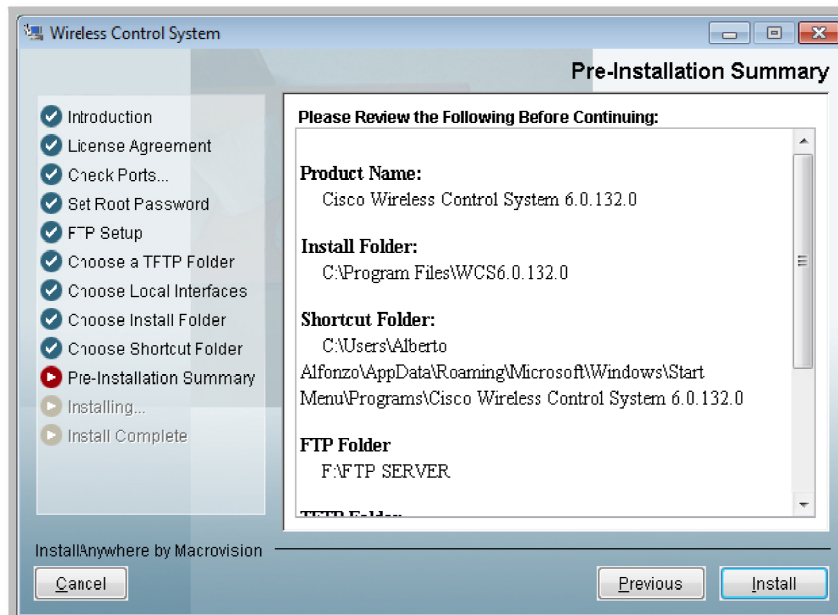 Wireless Control System
Pre-Installation Summary
Introduction
License Agreement
Check Ports...
Set Root Password
FTP Setup
Choose a TFTP Folder
Choose Local Interfaces
Choose Install Folder
Choose Shortcut Folder
Pre-Installation Summary
Installing...
Install Complete
Please Review the Following Before Continuing:
Product Name:
Cisco Wireless Control System 6.0.132.0
Install Folder:
C:\Program Files\WCS6.0.132.0
Shortcut Folder:
C:\Users\Alberto
Alfonzo\AppData\Roaming\Microsoft\Windows\Start
Menu\Programs\Cisco Wireless Control System 6.0.132.0
FTP Folder
F:\FTP SERVER
TFTP Folder
InstallAnywhere by Macrovision
Cancel
Previous
Install